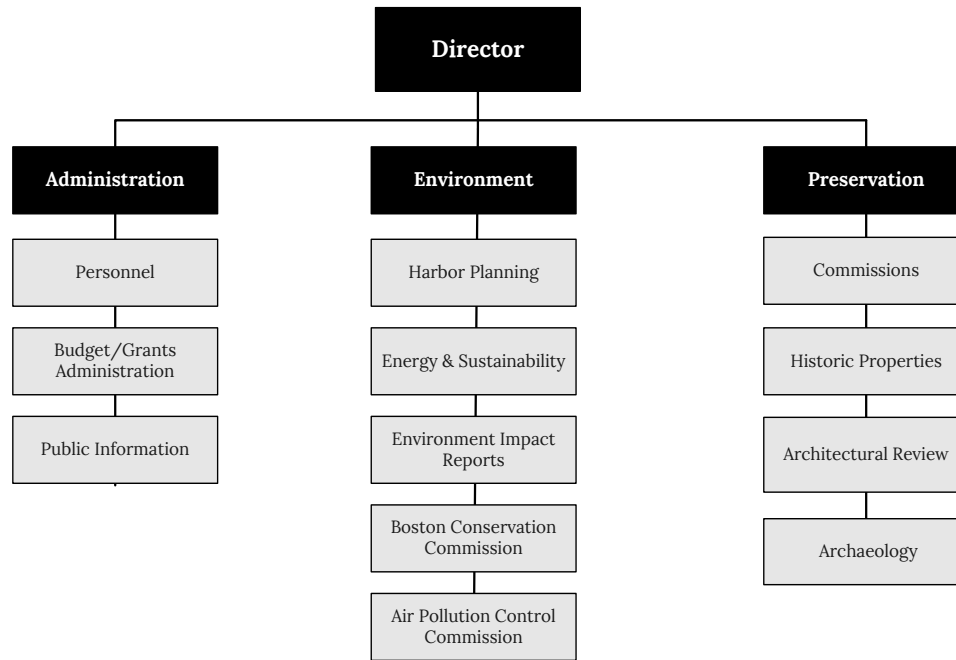 Director
Administration
Environment
Preservation
Personnel
Budget/Grants
Administration
Public Information
Harbor Planning
Energy & Sustainability
Environment Impact
Reports
Boston Conservation
Commission
Air Pollution Control
Commission
Commissions
Historic Properties
Architectural Review
Archaeology